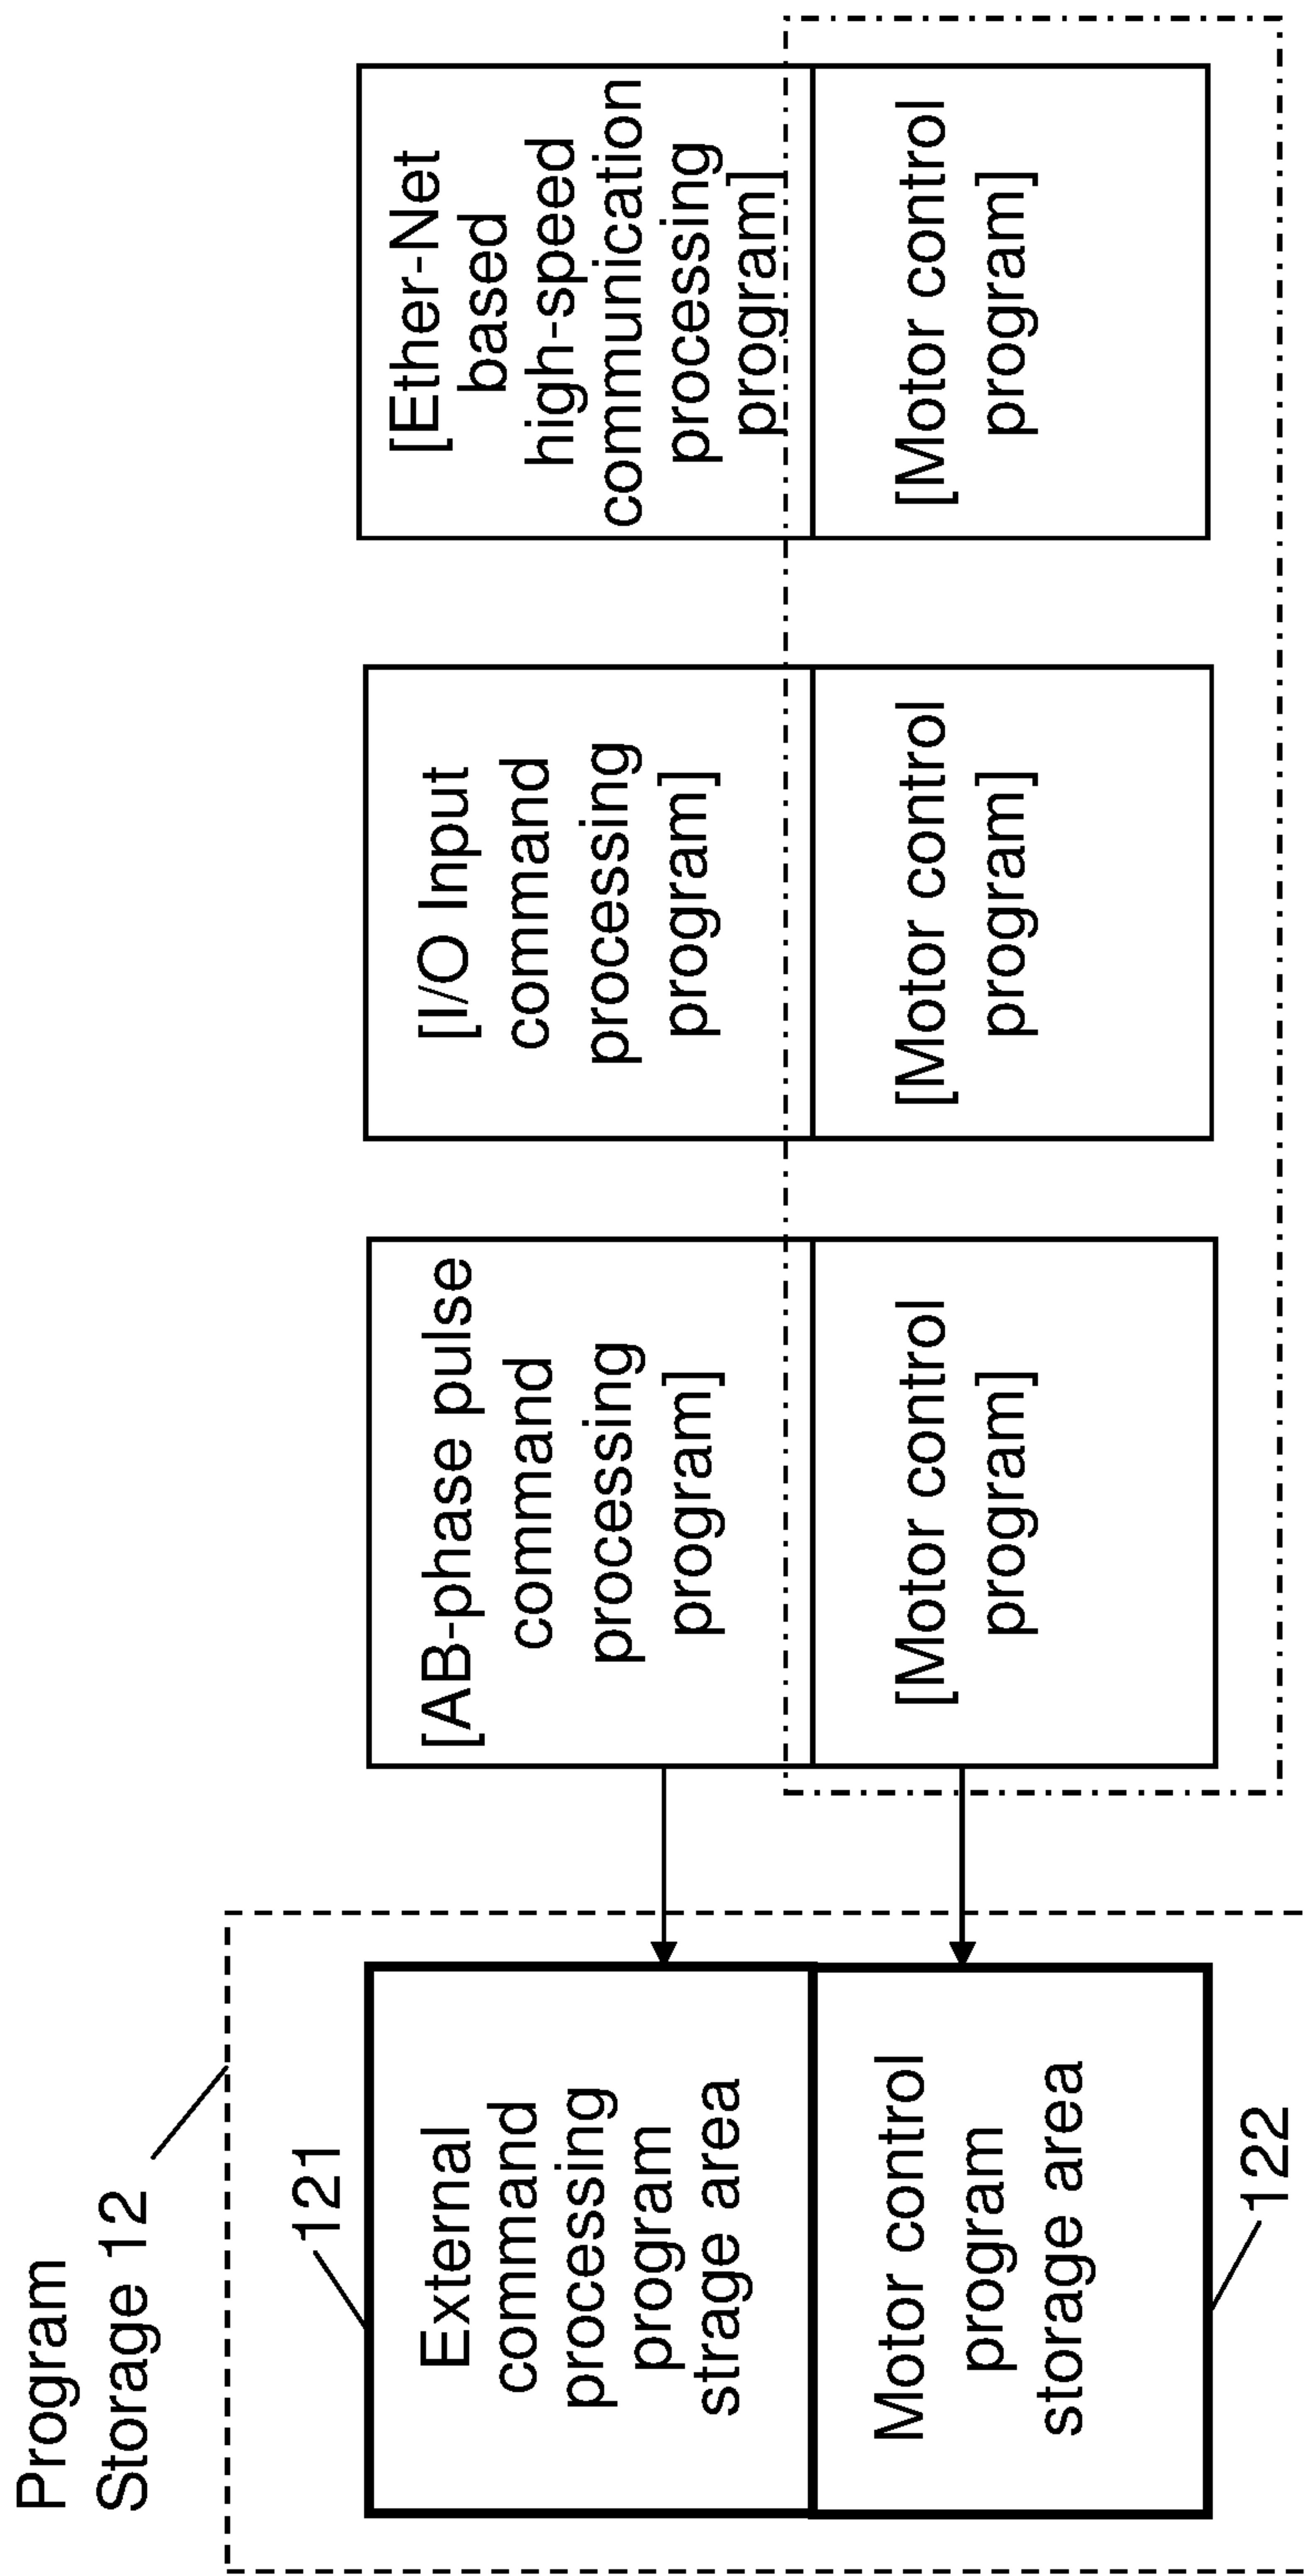 Program
Storage 12
121
External
command
processing
program
strage area
Motor control
program
storage area
122
[AB-phase pulse
command
processing
program]
[Motor control
program]
[I/O Input
command
processing
program]
[Motor control
program]
[Ether-Net
based
high-speed
communication
processing
program]
[Motor control
program]